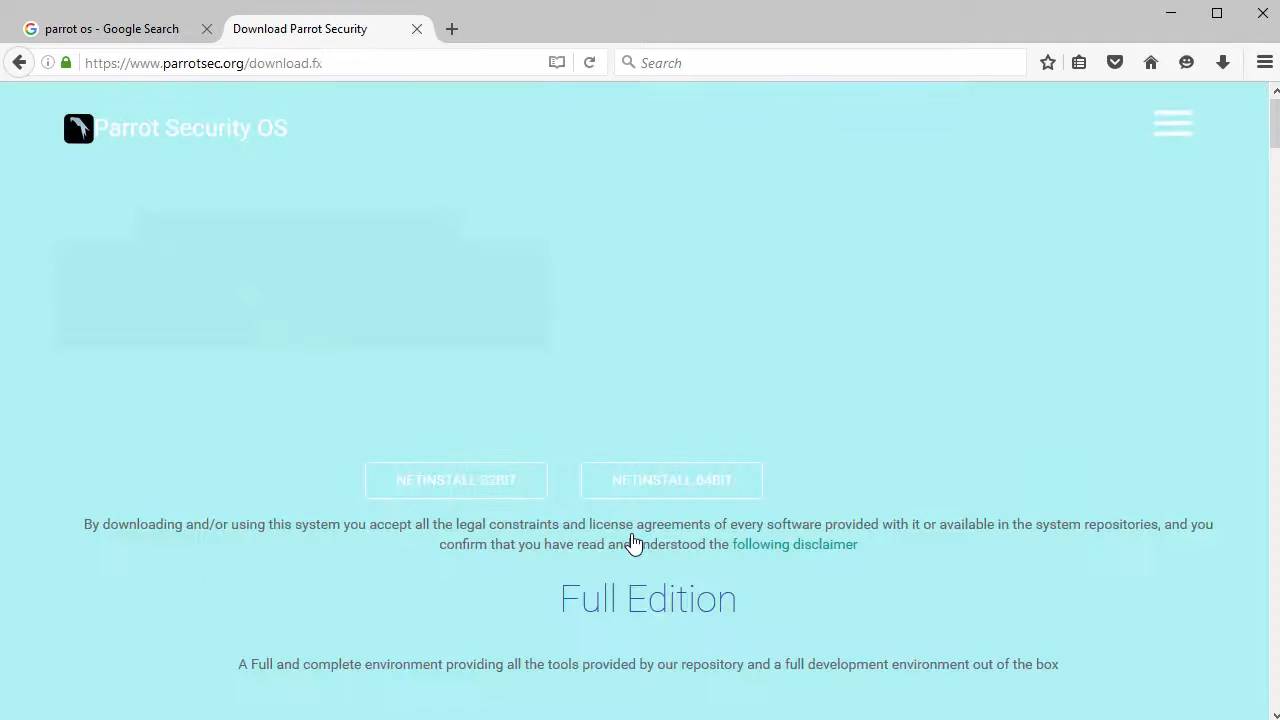 parrot os - Google Search
Download Parrot Security
https://www.parrotsec.org/download.fx
Search
Parrot Security OS
NETINSTALL 32BIT
NETINSTALL 64BIT
By downloading and/or using this system you accept all the legal constraints and license agreements of every software provided with it or available in the system repositories, and you
confirm that you have read and understood the following disclaimer
Full Edition
A Full and complete environment providing all the tools provided by our repository and a full development environment out of the box